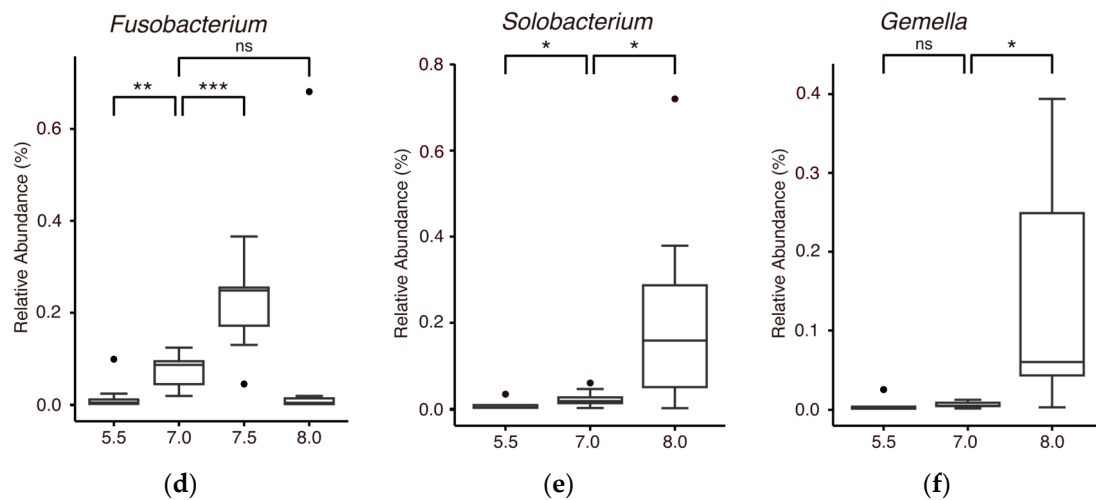 Fusobacterium
ns
**
***
Relative Abundance (%)
0.6
0.4
0.2
0.0
5.5 7.0 7.5 8.0
(d)
Solobacterium
*
*
Relative Abundance (%)
0.8
0.6
0.4
0.2
0.0
5.5 7.0 8.0
(e)
Gemella
ns
*
Relative Abundance (%)
0.4
0.3
0.2
0.1
0.0
5.5 7.0 8.0
(f)